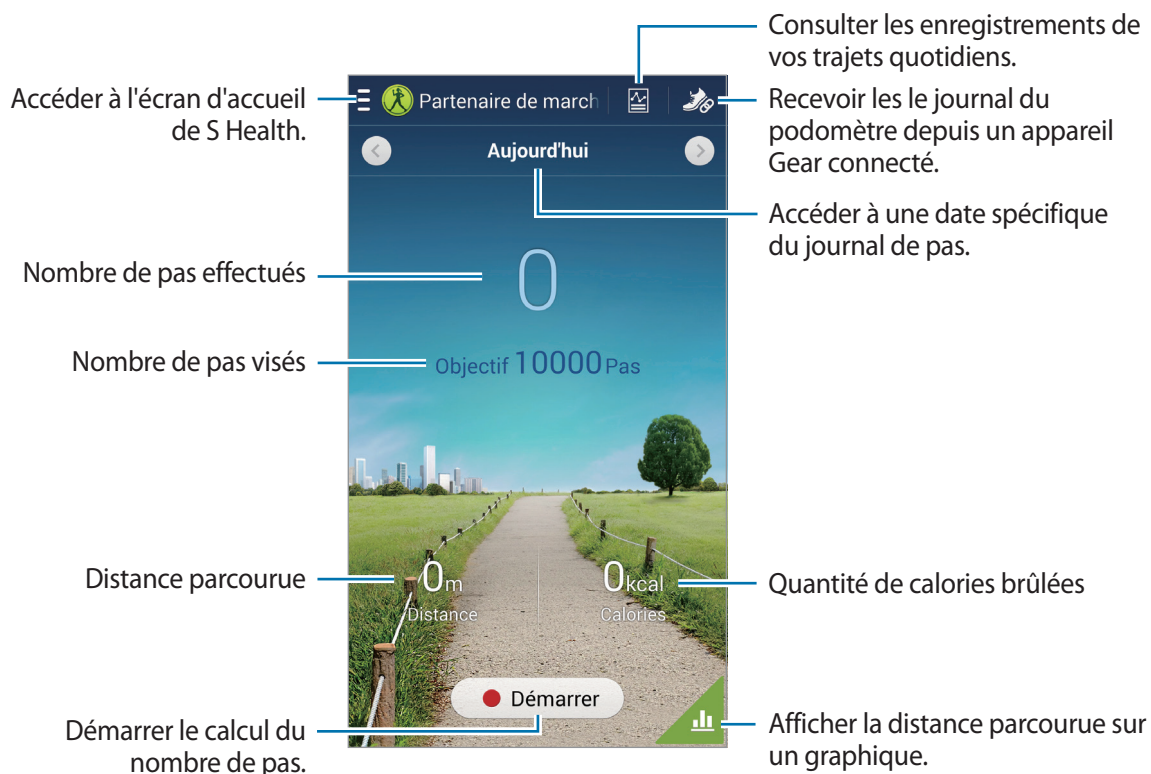 Consulter les enregistrements de
vos trajets quotidiens.
Accéder à l'écran d'accueil
de S Health.
Partenaire de march
Recevoir les le journal du
podomètre depuis un appareil
Gear connecté.
Aujourd'hui
Accéder à une date spécifique
du journal de pas.
Nombre de pas effectués
0
Nombre de pas visés
Objectif 10000 Pas
Distance parcourue
0m
Distance
0kcal
Calories
Quantité de calories brûlées
Démarrer
Démarrer le calcul du
nombre de pas.
Afficher la distance parcourue sur
un graphique.